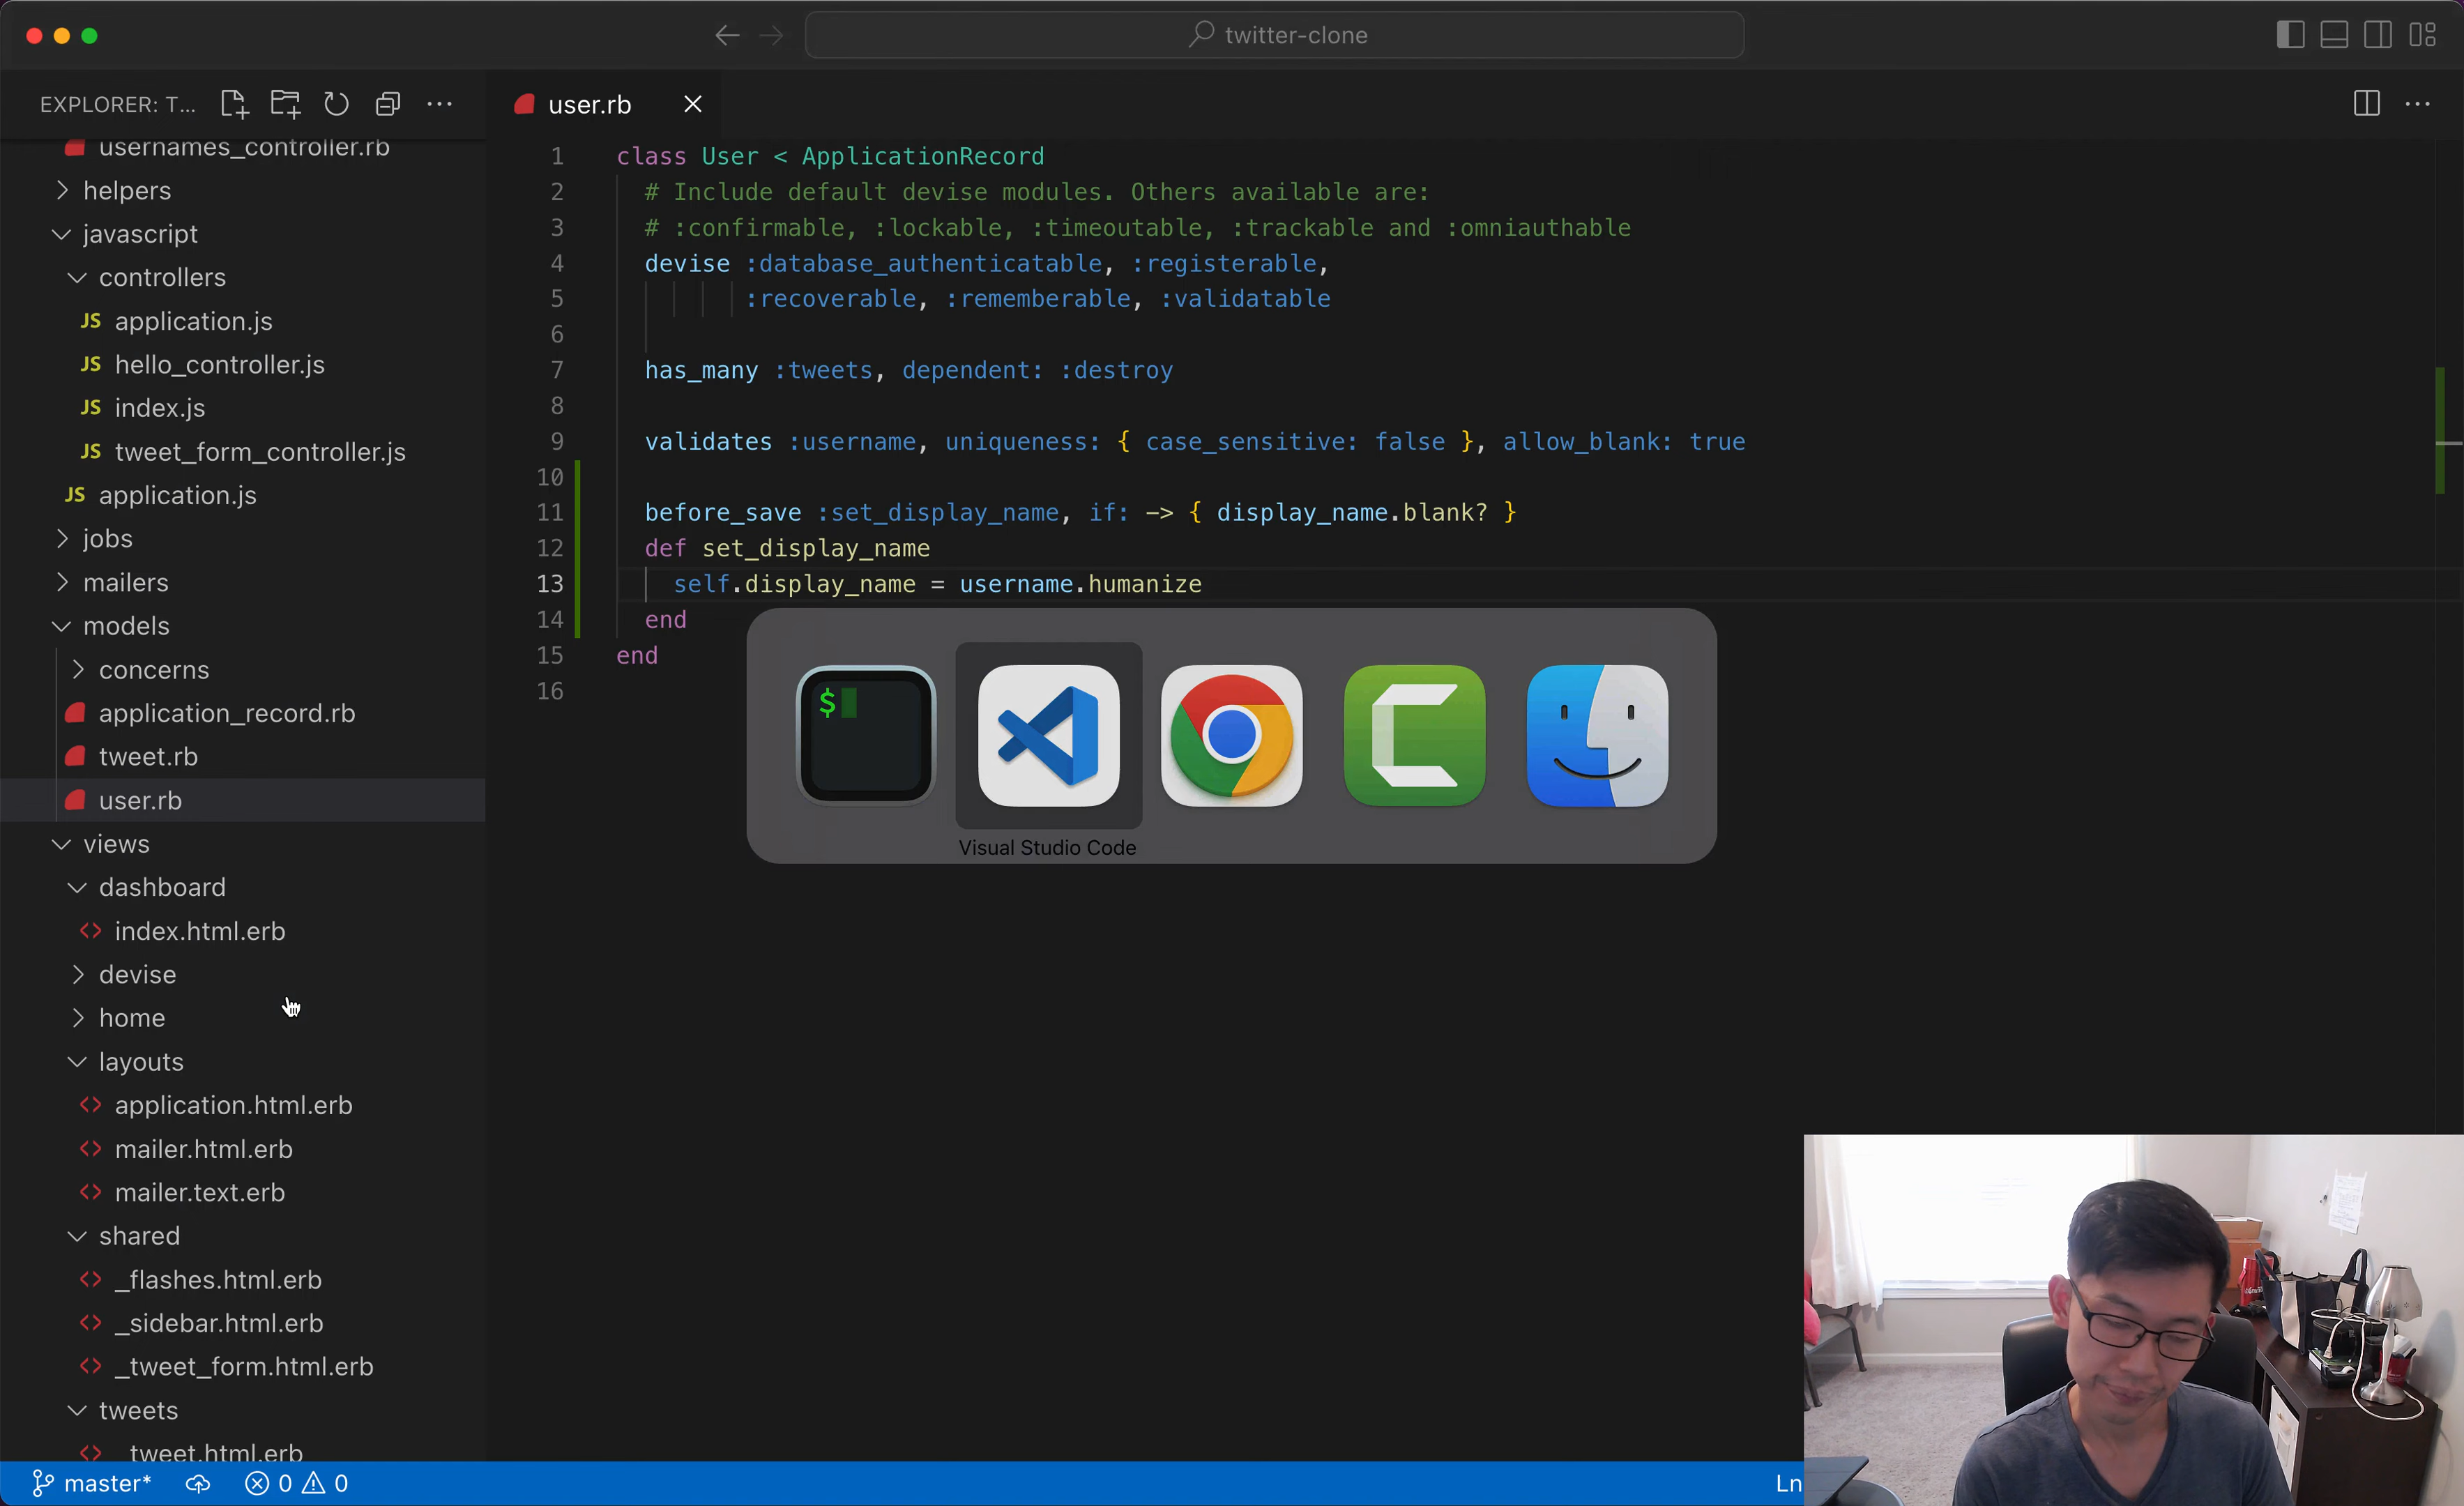 twitter-clone
EXPLORER: T...
user.rb
usernames_controller.rb
helpers
javascript
controllers
JS application.js
JS hello_controller.js
JS index.js
JS tweet_form_controller.js
JS application.js
jobs
mailers
models
concerns
application_record.rb
tweet.rb
user.rb
views
dashboard
<> index.html.erb
devise
home
layouts
<> application.html.erb
<> mailer.html.erb
<> mailer.text.erb
shared
<> _flashes.html.erb
<> _sidebar.html.erb
<> _tweet_form.html.erb
tweets
<> _tweet.html.erb
1 class User < ApplicationRecord
2 # Include default devise modules. Others available are:
3 # :confirmable, :lockable, :timeoutable, :trackable and :omniauthable
4 devise :database_authenticatable, :registerable,
5 :recoverable, :rememberable, :validatable
6
7 has_many :tweets, dependent: :destroy
8
9 validates :username, uniqueness: { case_sensitive: false }, allow_blank: true
10
11 before_save :set_display_name, if: -> { display_name.blank? }
12 def set_display_name
13 self.display_name = username.humanize
14 end
15 end
16
$
Visual Studio Code
master* 0 0
Ln